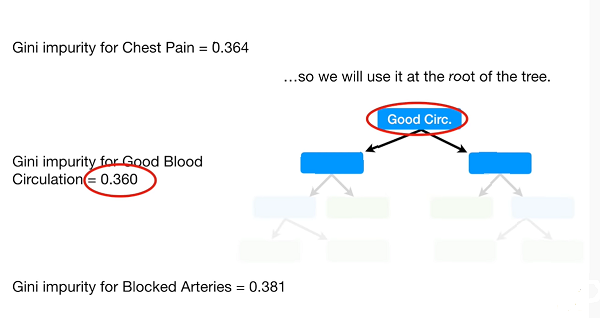 Gini impurity for Chest Pain = 0.364
...so we will use it at the root of the tree.
Good Circ.
Gini impurity for Good Blood
Circulation = 0.360
Gini impurity for Blocked Arteries = 0.381